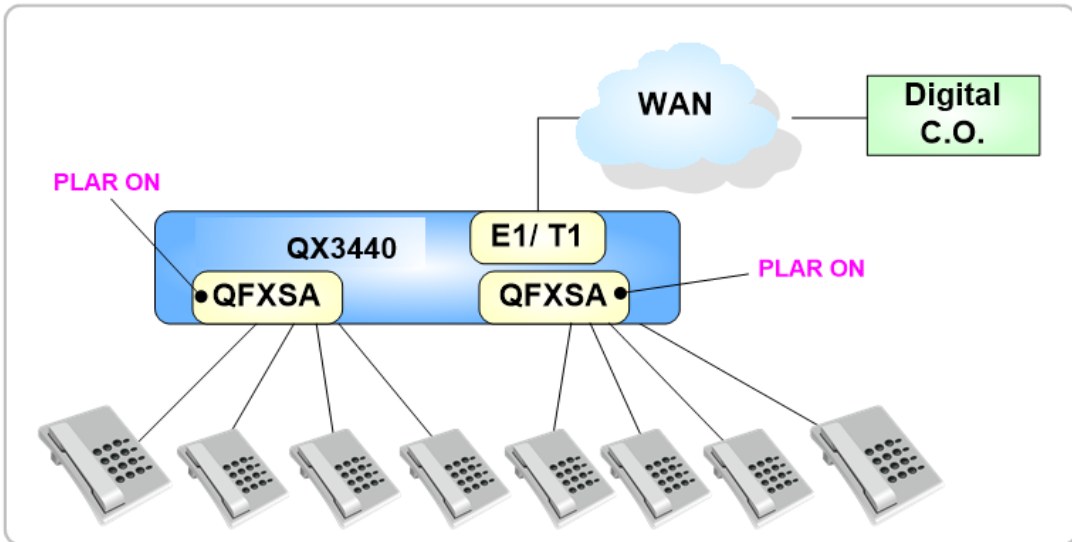 WAN
Digital
C.O.
PLAR ON
E1/ T1
QX3440
PLAR ON
QFXSA
QFXSA